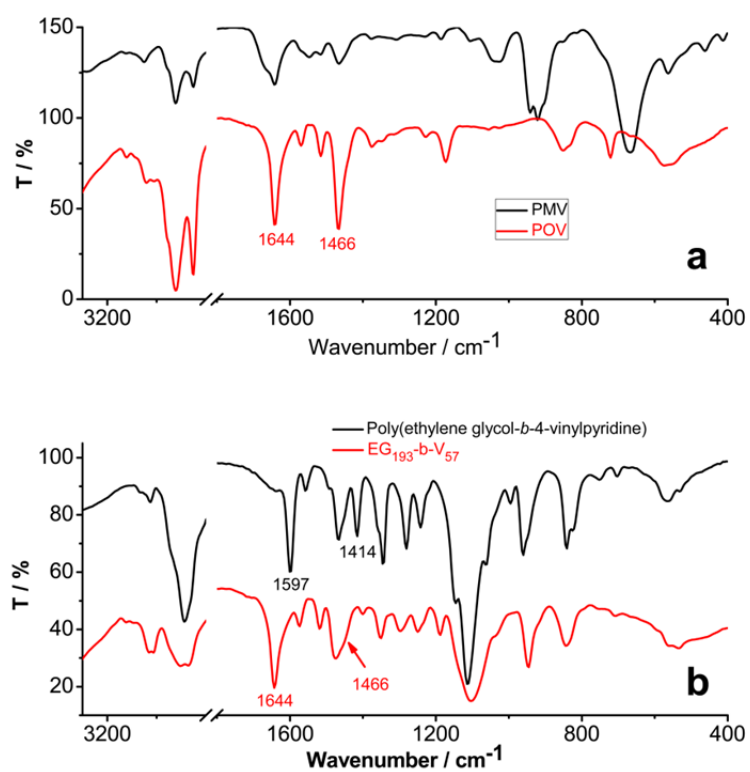 150
100
50
0
T / %
PMV
POV
1644
1466
a
3200
1600
1200
800
400
Wavenumber / cm-1
Poly(ethylene glycol-b-4-vinylpyridine)
EG193-b-V57
100
80
60
40
20
T / %
1597
1414
1466
1644
b
3200
1600
1200
800
400
Wavenumber / cm-1